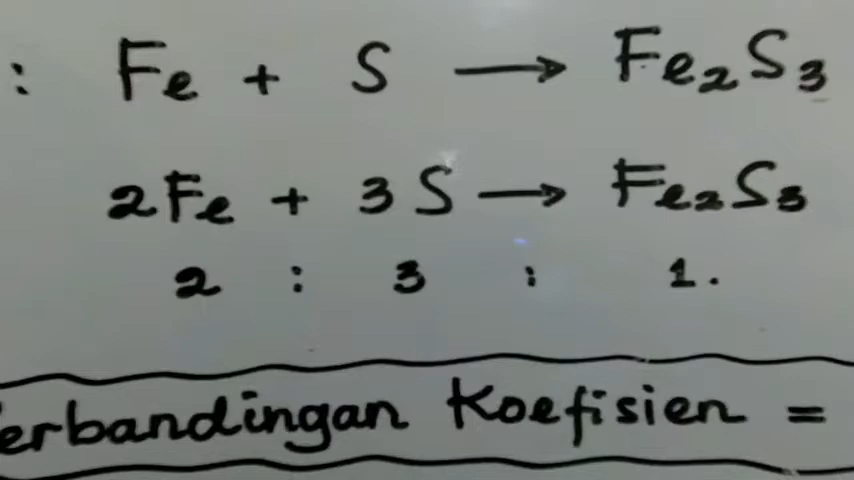 : Fe + S → Fe₂S₃
2Fe + 3S → Fe₂S₃
2 : 3 : 1.
erbandingan Koefisien =